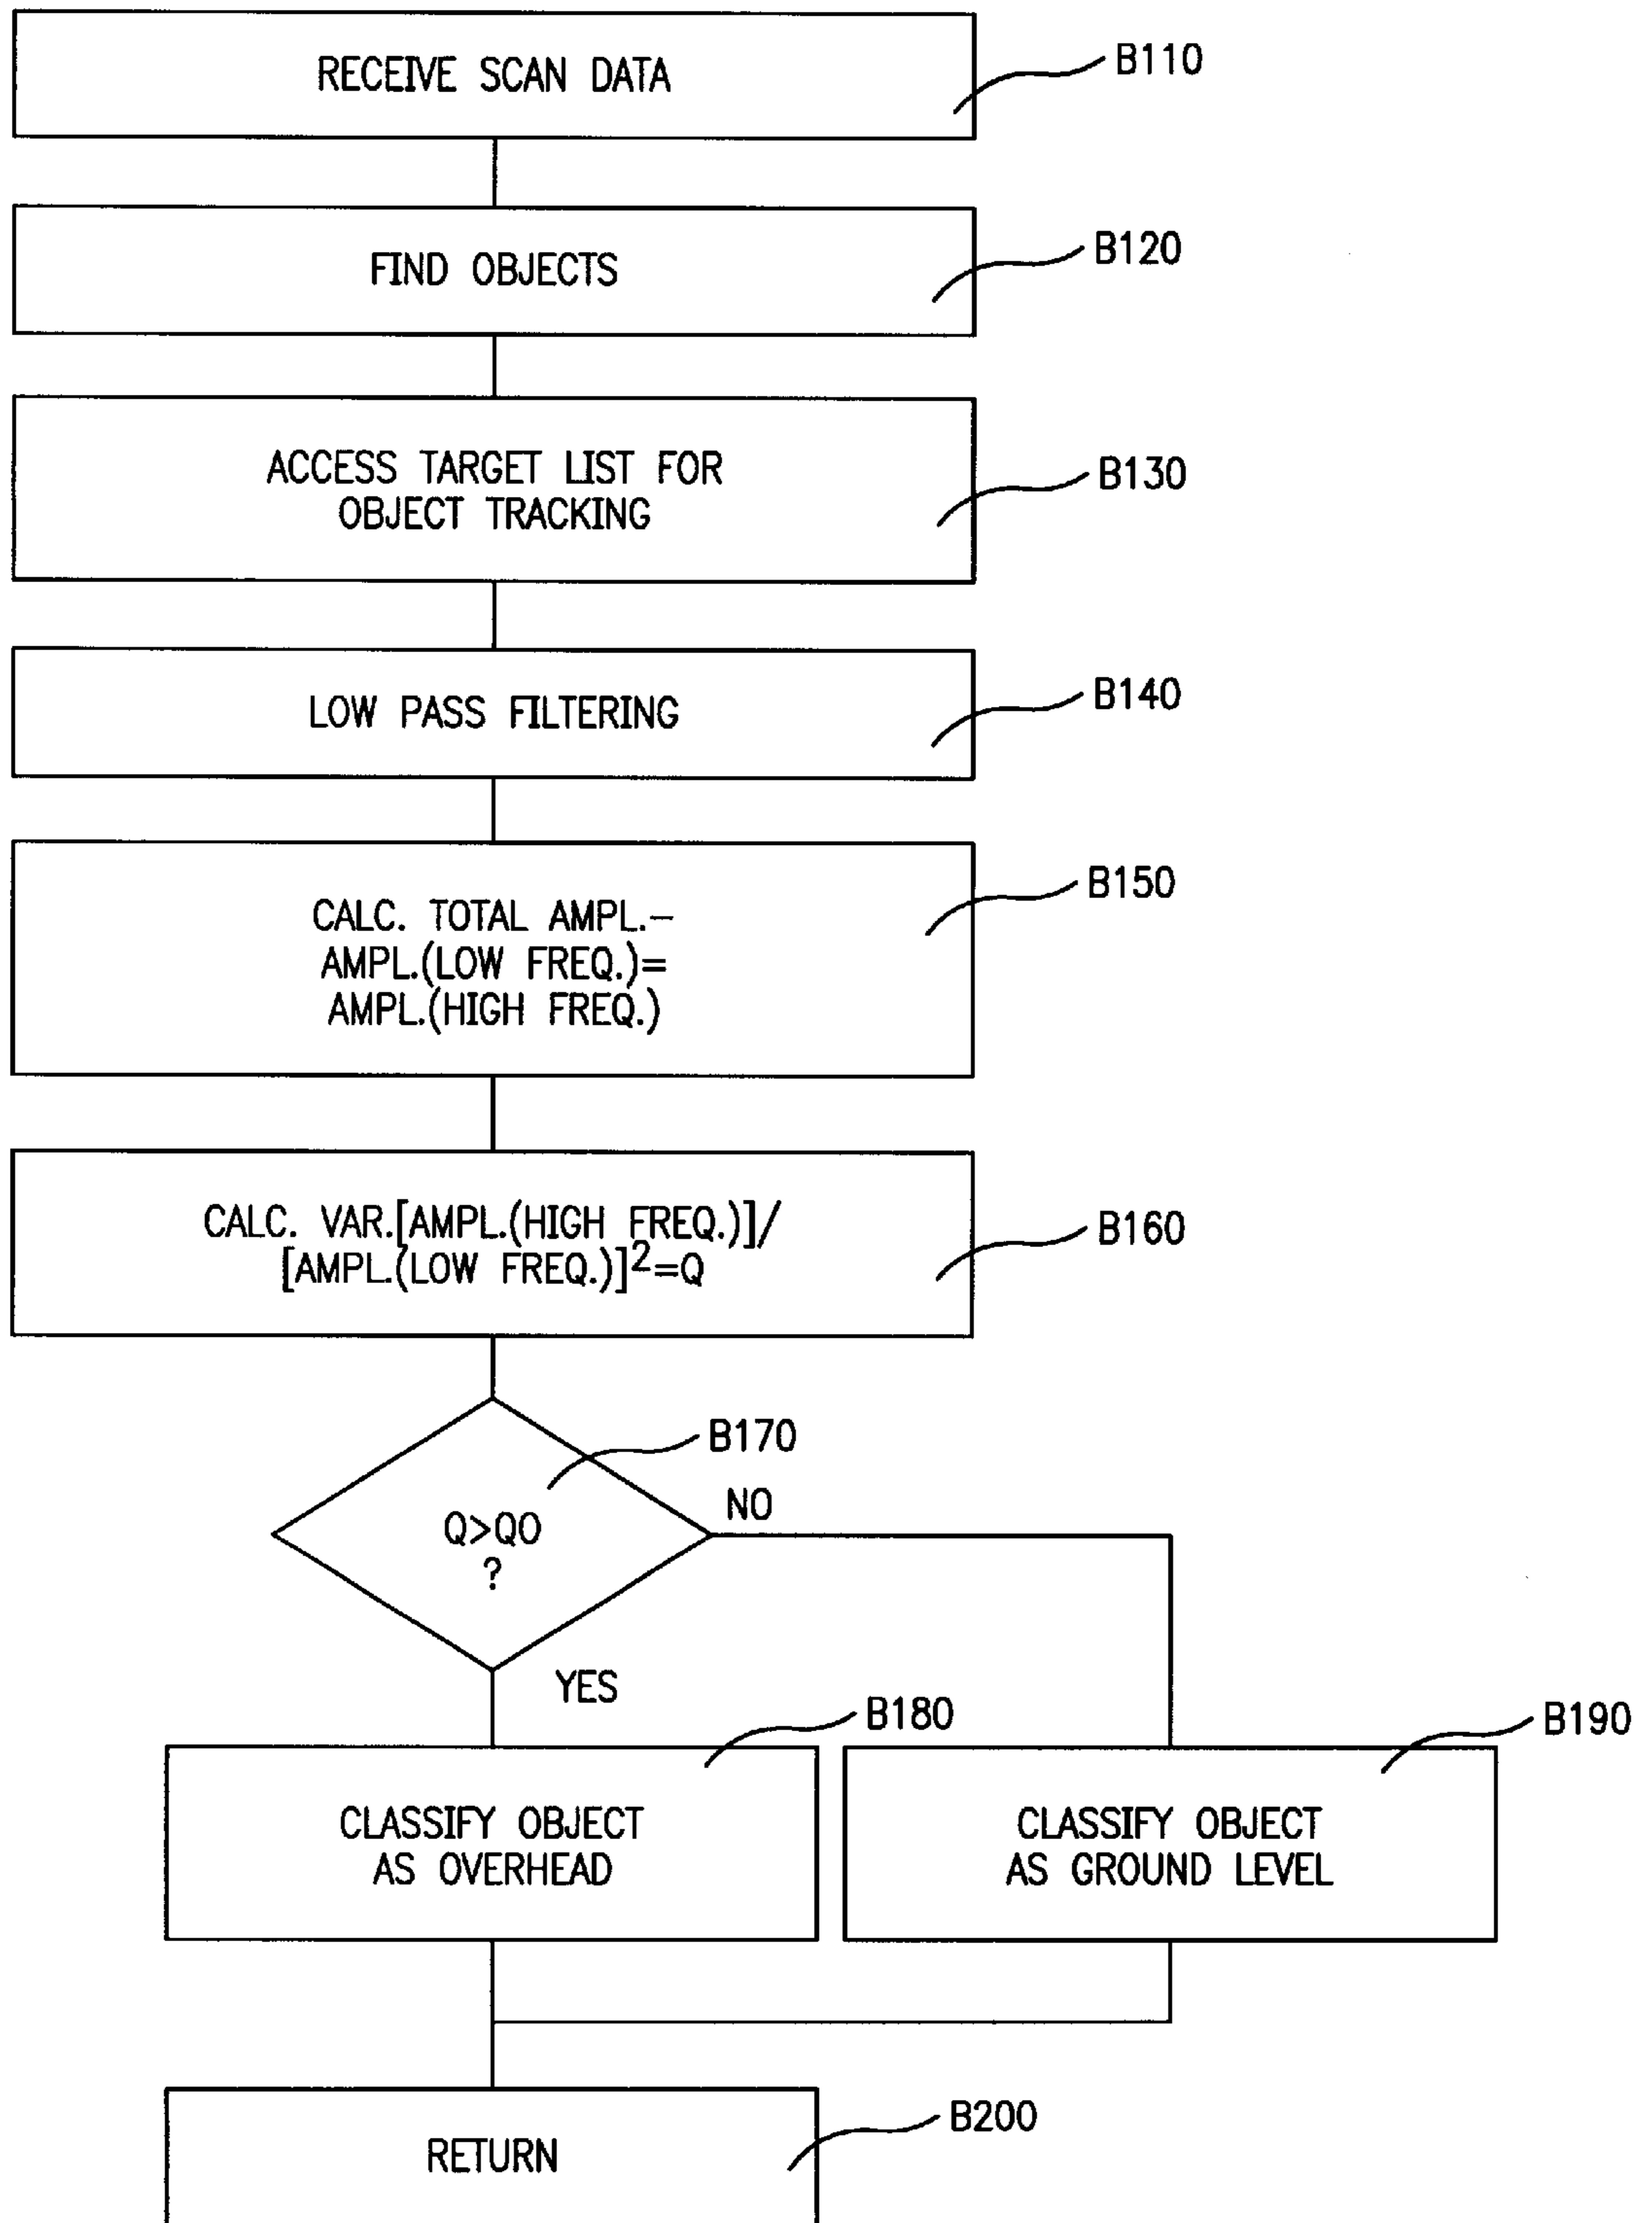 RECEIVE SCAN DATA
B110
FIND OBJECTS
B120
ACCESS TARGET LIST FOR
OBJECT TRACKING
B130
LOW PASS FILTERING
B140
CALC. TOTAL AMPL.–
AMPL.(LOW FREQ.)=
AMPL.(HIGH FREQ.)
B150
CALC. VAR.[AMPL.(HIGH FREQ.)]/
[AMPL.(LOW FREQ.)]²=Q
B160
B170
Q>Q0
?
NO
YES
B180
CLASSIFY OBJECT
AS OVERHEAD
B190
CLASSIFY OBJECT
AS GROUND LEVEL
RETURN
B200